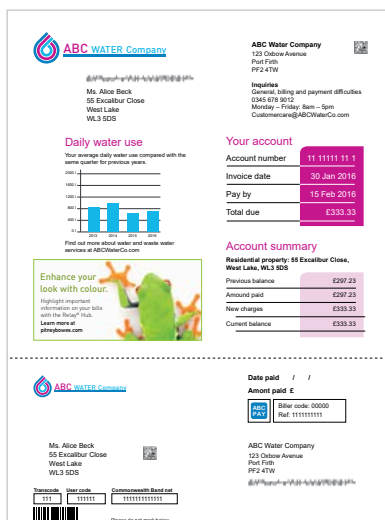 ABC WATER Company
ABC Water Company
123 Oxbow Avenue
Port Firth
PF2 4TW
Inquiries
General, billing and payment difficulties
0345 678 9012
Monday – Friday: 8am – 5pm
Customercare@ABCWaterCo.com
Ms. Alice Beck
55 Excalibur Close
West Lake
WL3 5DS
Daily water use
Your average daily water use compared with the
same quarter for previous years.
Find out more about water and waste water
services at ABCWaterCo.com
Your account
Account number 11 11111 11 1
Invoice date 30 Jan 2016
Pay by 15 Feb 2016
Total due £333.33
Enhance your
look with colour.
Highlight important
information on your bills
with the Relay® Hub.
Learn more at
pitneybowes.com
Account summary
Residential property: 55 Excalibur Close,
West Lake, WL3 5DS
Previous balance £297.23
Amound paid £297.23
New charges £333.33
Current balance £333.33
ABC WATER Company
Date paid / /
Amont paid £
ABC PAY
Biller code: 00000
Ref: 1111111111
Ms. Alice Beck
55 Excalibur Close
West Lake
WL3 5DS
ABC Water Company
123 Oxbow Avenue
Port Firth
PF2 4TW
Transcode User code Commonwealth Band net
111 111111 1111111111111